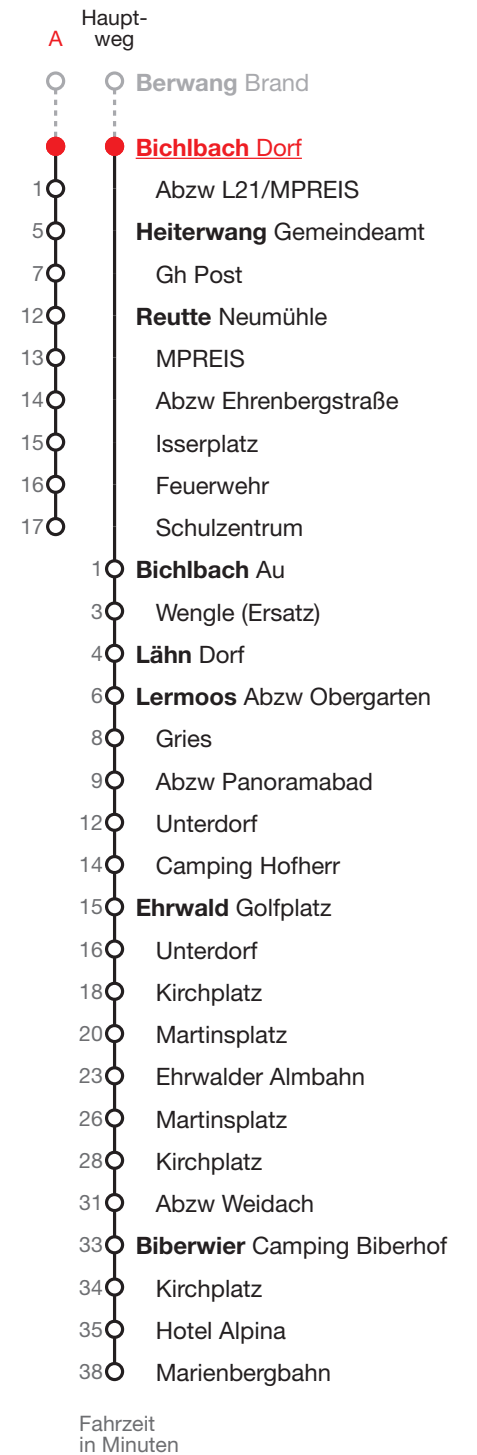 Haupt-
A weg
Berwang Brand
Bichlbach Dorf
1 Abzw L21/MPREIS
5 Heiterwang Gemeindeamt
7 Gh Post
12 Reutte Neumühle
13 MPREIS
14 Abzw Ehrenbergstraße
15 Isserplatz
16 Feuerwehr
17 Schulzentrum
1 Bichlbach Au
3 Wengle (Ersatz)
4 Lähn Dorf
6 Lermoos Abzw Obergarten
8 Gries
9 Abzw Panoramabad
12 Unterdorf
14 Camping Hofherr
15 Ehrwald Golfplatz
16 Unterdorf
18 Kirchplatz
20 Martinsplatz
23 Ehrwalder Almbahn
26 Martinsplatz
28 Kirchplatz
31 Abzw Weidach
33 Biberwier Camping Biberhof
34 Kirchplatz
35 Hotel Alpina
38 Marienbergbahn
Fahrzeit
in Minuten